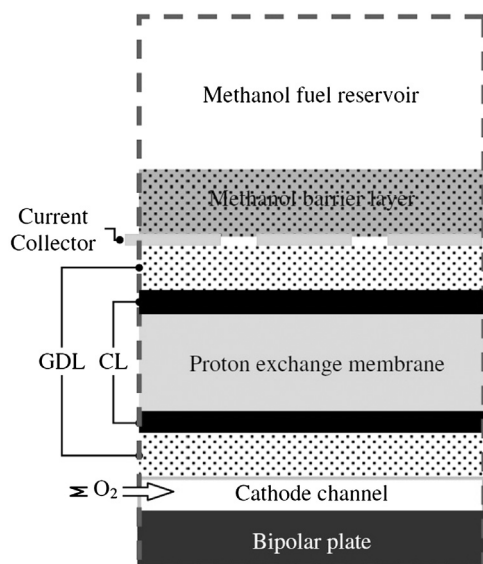 Methanol fuel reservoir
Methanol barrier layer
Current
Collector
GDL
CL
Proton exchange membrane
O₂
Cathode channel
Bipolar plate